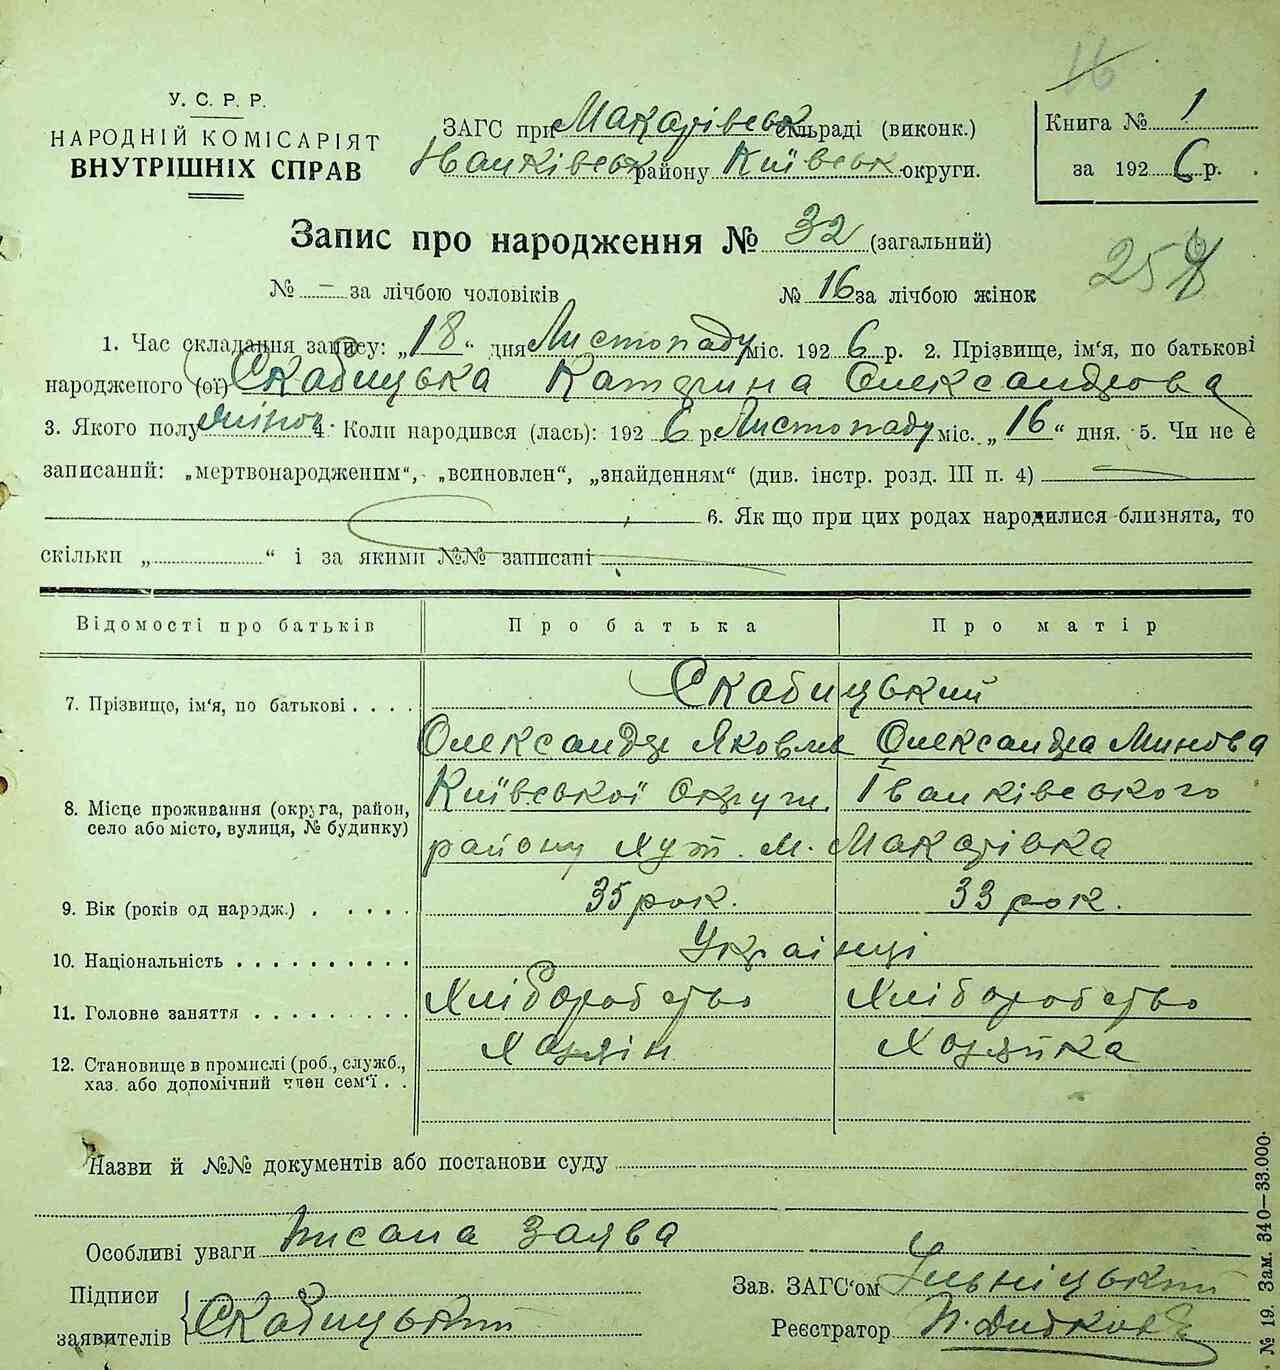 16
У. С. Р. Р.
НАРОДНІЙ КОМІСАРІЯТ
ВНУТРІШНІХ СПРАВ
ЗАГС при Макарівськ сільраді (виконк.)
Іванківськ району Київськ округи.
Книга № 1
за 1926 р.
Запис про народження № 32 (загальний)
№ – за лічбою чоловіків
№ 16 за лічбою жінок
25
1. Час складання запису: „18“ дня Листопаду міс. 1926 р. 2. Прізвище, ім'я, по батькові
народженого (ої) Скабицька Катерина Олександрова
3. Якого полу жіноч 4. Коли народився (лась): 1926 р. Листопаду міс. „16“ дня. 5. Чи не є
записаний: „мертвонародженим“, „всиновлен“, „знайденням“ (див. інстр. розд. III п. 4)
6. Як що при цих родах народилися близнята, то
скільки „ “ і за якими №№ записані
Відомості про батьків Про батька Про матір
7. Прізвище, ім'я, по батькові Скабицький
Олександр Яковлев Олександра Минова
8. Місце проживання (округа, район, село або місто, вулиця, № будинку) Київської Округи, Іванківського
району Хут. М. Макарівка
9. Вік (років од народж.) 35 рок. 33 рок.
10. Національність Українці
11. Головне заняття Хліборобство Хліборобство
12. Становище в промислі (роб., служб., хаз. або допомічний член сем'ї Хазяїн Хазяйка
Назви й №№ документів або постанови суду
Особливі уваги Писана заява
Підписи
заявителів Скабицький
Зав. ЗАГС'ом
Реєстратор
№ 19. Зам. 340—33.000.